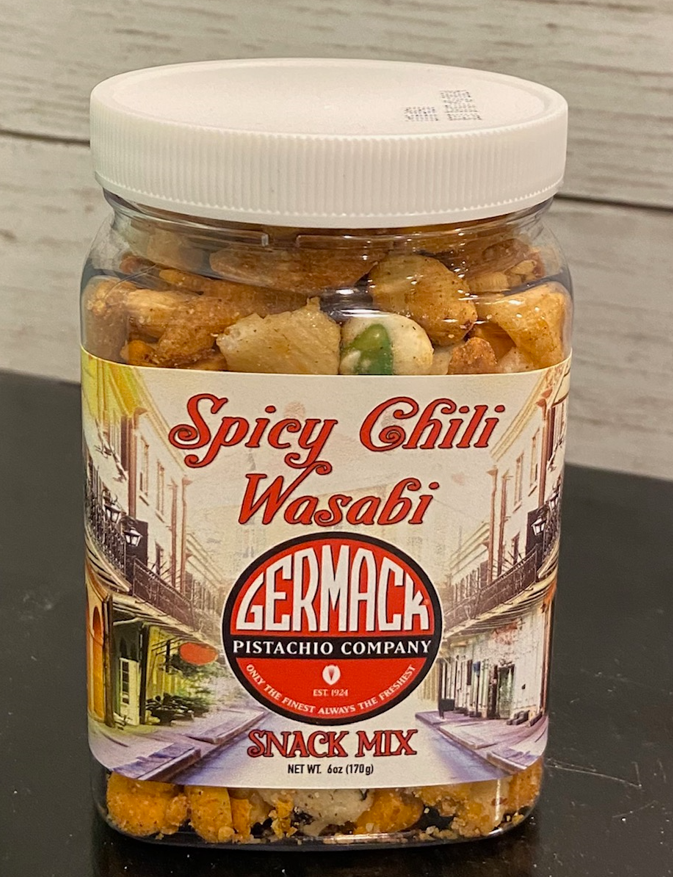 Spicy Chili
Wasabi
GERMACK
PISTACHIO COMPANY
EST. 1924
ONLY THE FINEST ALWAYS THE FRESHEST
SNACK MIX
NET WT. 6oz (170g)